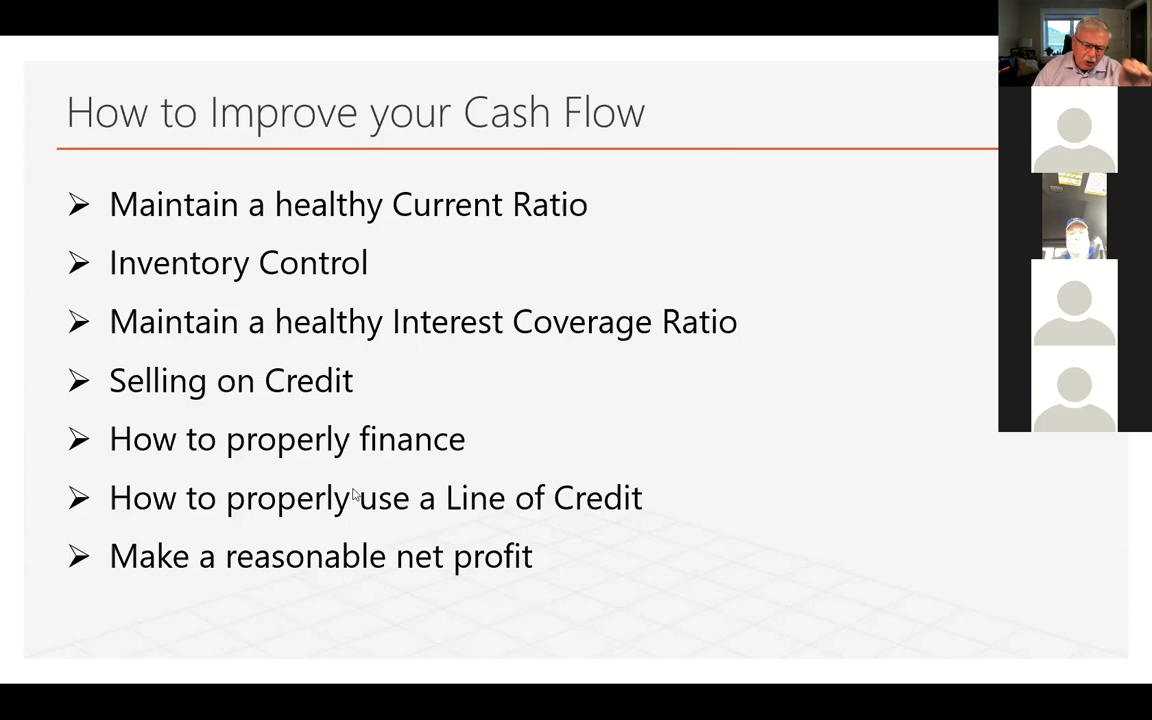 How to Improve your Cash Flow
Maintain a healthy Current Ratio
Inventory Control
Maintain a healthy Interest Coverage Ratio
Selling on Credit
How to properly finance
How to properly use a Line of Credit
Make a reasonable net profit